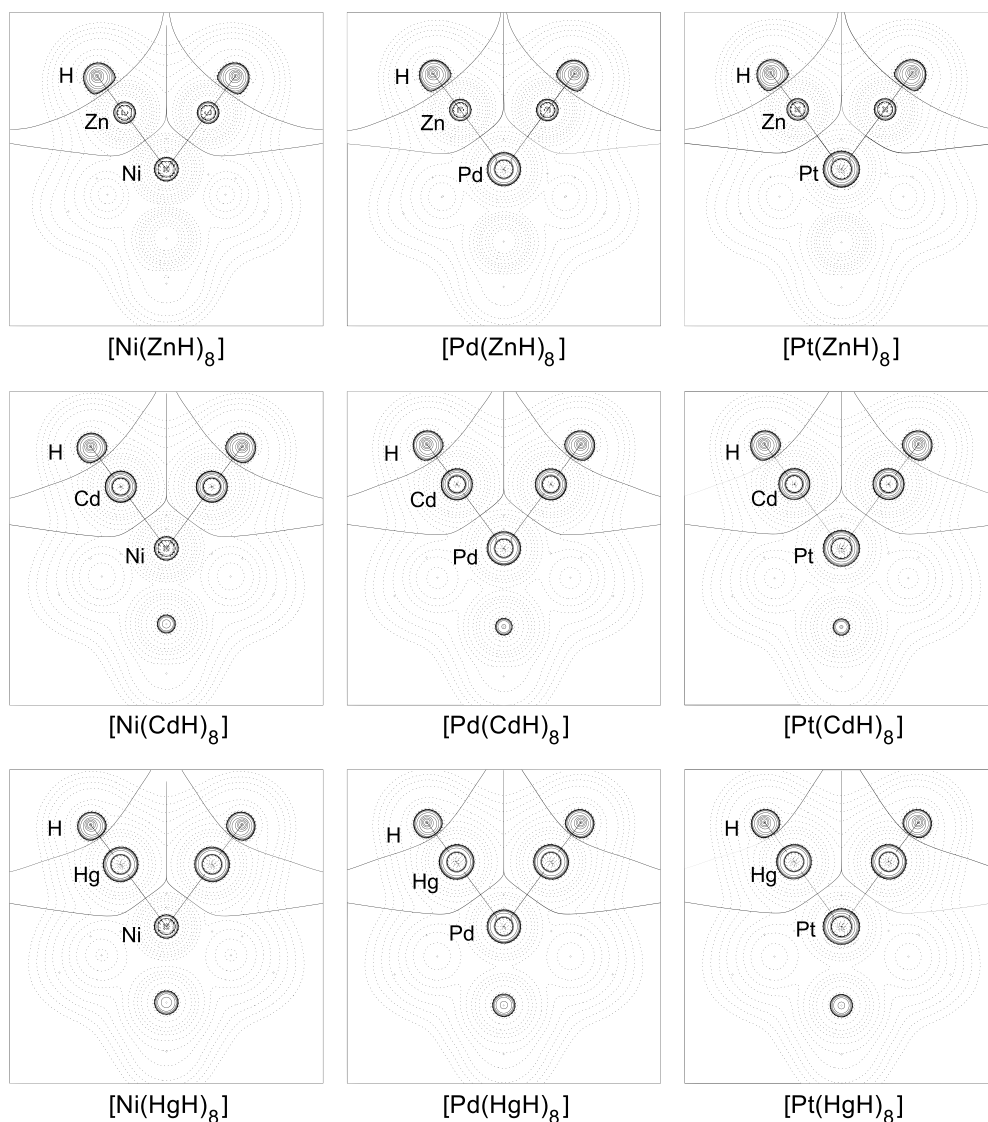 H H H
Zn Zn Zn
Ni Pd Pt
[Ni(ZnH)8] [Pd(ZnH)8] [Pt(ZnH)8]
H H H
Cd Cd Cd
Ni Pd Pt
[Ni(CdH)8] [Pd(CdH)8] [Pt(CdH)8]
H H H
Hg Hg Hg
Ni Pd Pt
[Ni(HgH)8] [Pd(HgH)8] [Pt(HgH)8]